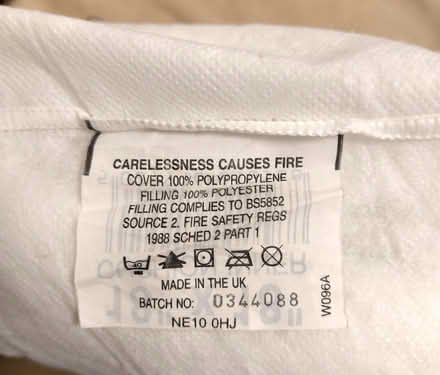 CARELESSNESS CAUSES FIRE
COVER 100% POLYPROPYLENE
FILLING 100% POLYESTER
FILLING COMPLIES TO BS5852
SOURCE 2. FIRE SAFETY REGS
1988 SCHED 2 PART 1
40
MADE IN THE UK
BATCH NO: 0344088
NE10 0HJ
W096A